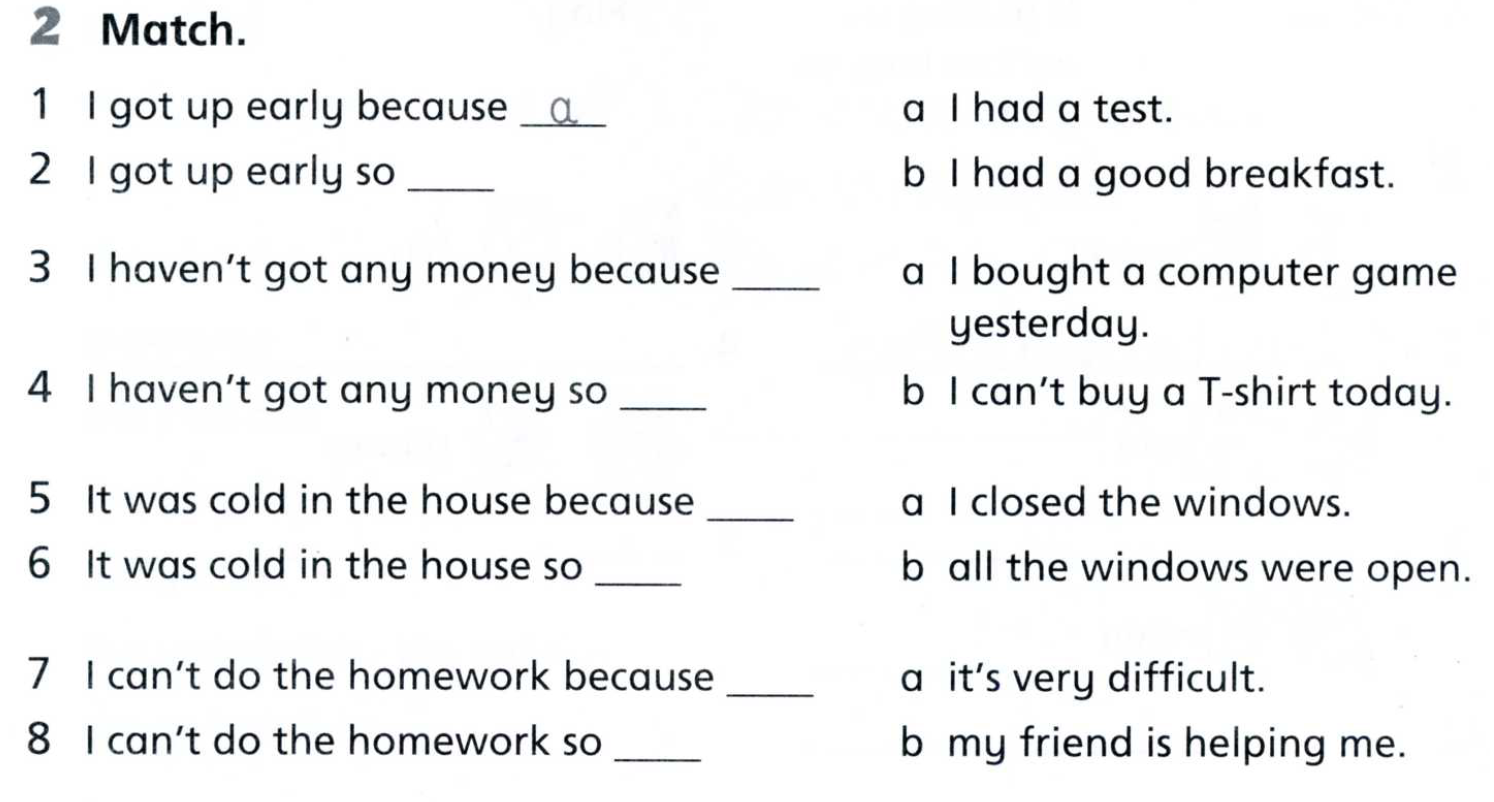 2 Match.
1 I got up early because __a__ a I had a test.
2 I got up early so ____ b I had a good breakfast.
3 I haven't got any money because ____ a I bought a computer game
yesterday.
4 I haven't got any money so ____ b I can't buy a T-shirt today.
5 It was cold in the house because ____ a I closed the windows.
6 It was cold in the house so ____ b all the windows were open.
7 I can't do the homework because ____ a it's very difficult.
8 I can't do the homework so ____ b my friend is helping me.